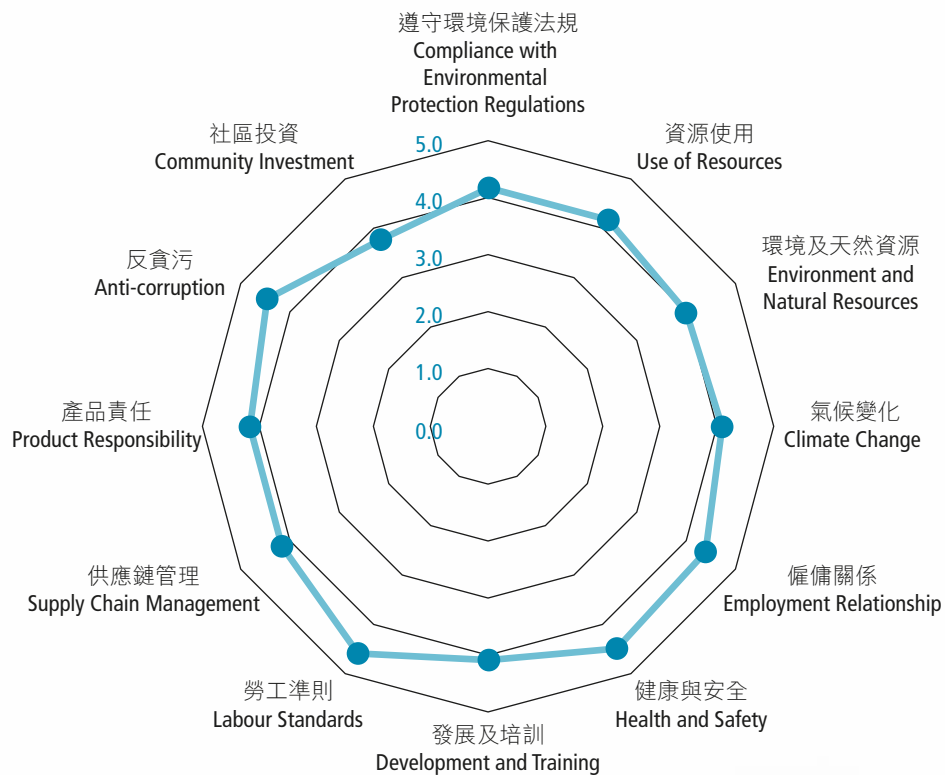 遵守環境保護法規
Compliance with
Environmental
Protection Regulations
社區投資
Community Investment
資源使用
Use of Resources
5.0
4.0
3.0
2.0
1.0
0.0
反貪污
Anti-corruption
環境及天然資源
Environment and
Natural Resources
產品責任
Product Responsibility
氣候變化
Climate Change
供應鏈管理
Supply Chain Management
僱傭關係
Employment Relationship
勞工準則
Labour Standards
健康與安全
Health and Safety
發展及培訓
Development and Training